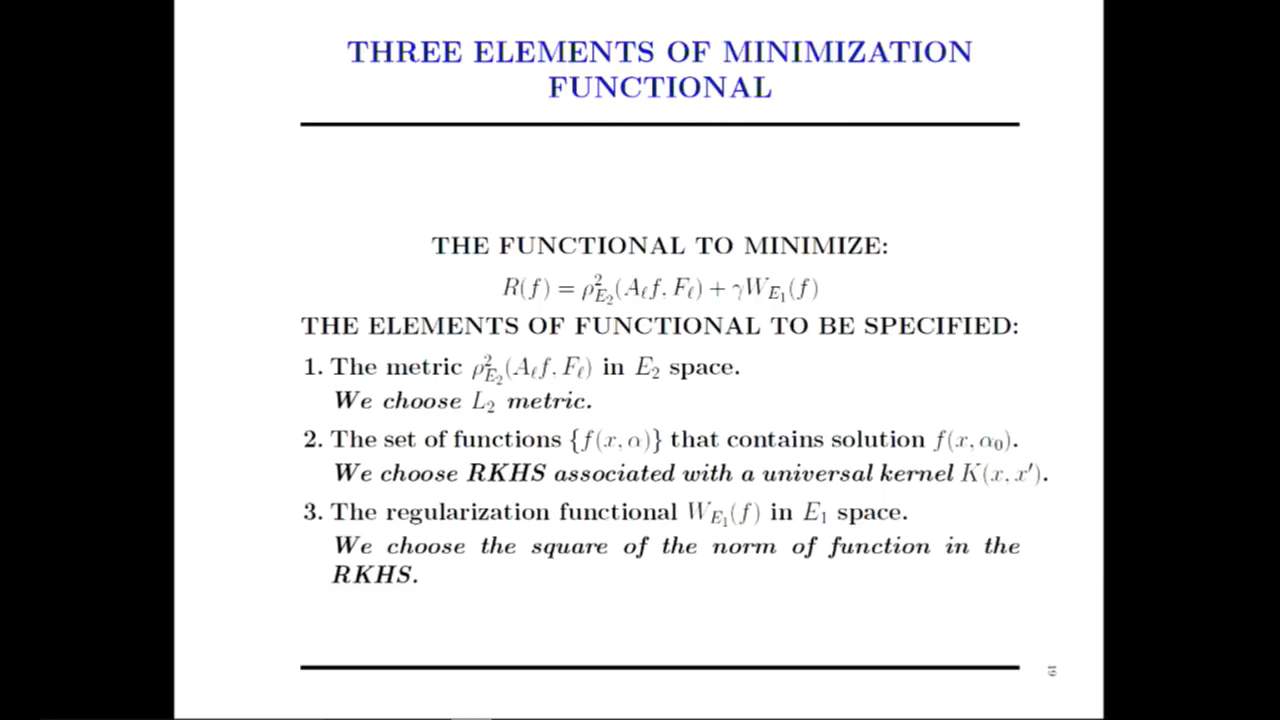 THREE ELEMENTS OF MINIMIZATION
FUNCTIONAL
THE FUNCTIONAL TO MINIMIZE:
R(f) = ρ²_{E₂}(A_ℓ f, F_ℓ) + γW_{E₁}(f)
THE ELEMENTS OF FUNCTIONAL TO BE SPECIFIED:
1. The metric ρ²_{E₂}(A_ℓ f, F_ℓ) in E₂ space.
We choose L₂ metric.
2. The set of functions {f(x, α)} that contains solution f(x, α₀).
We choose RKHS associated with a universal kernel K(x, x′).
3. The regularization functional W_{E₁}(f) in E₁ space.
We choose the square of the norm of function in the
RKHS.